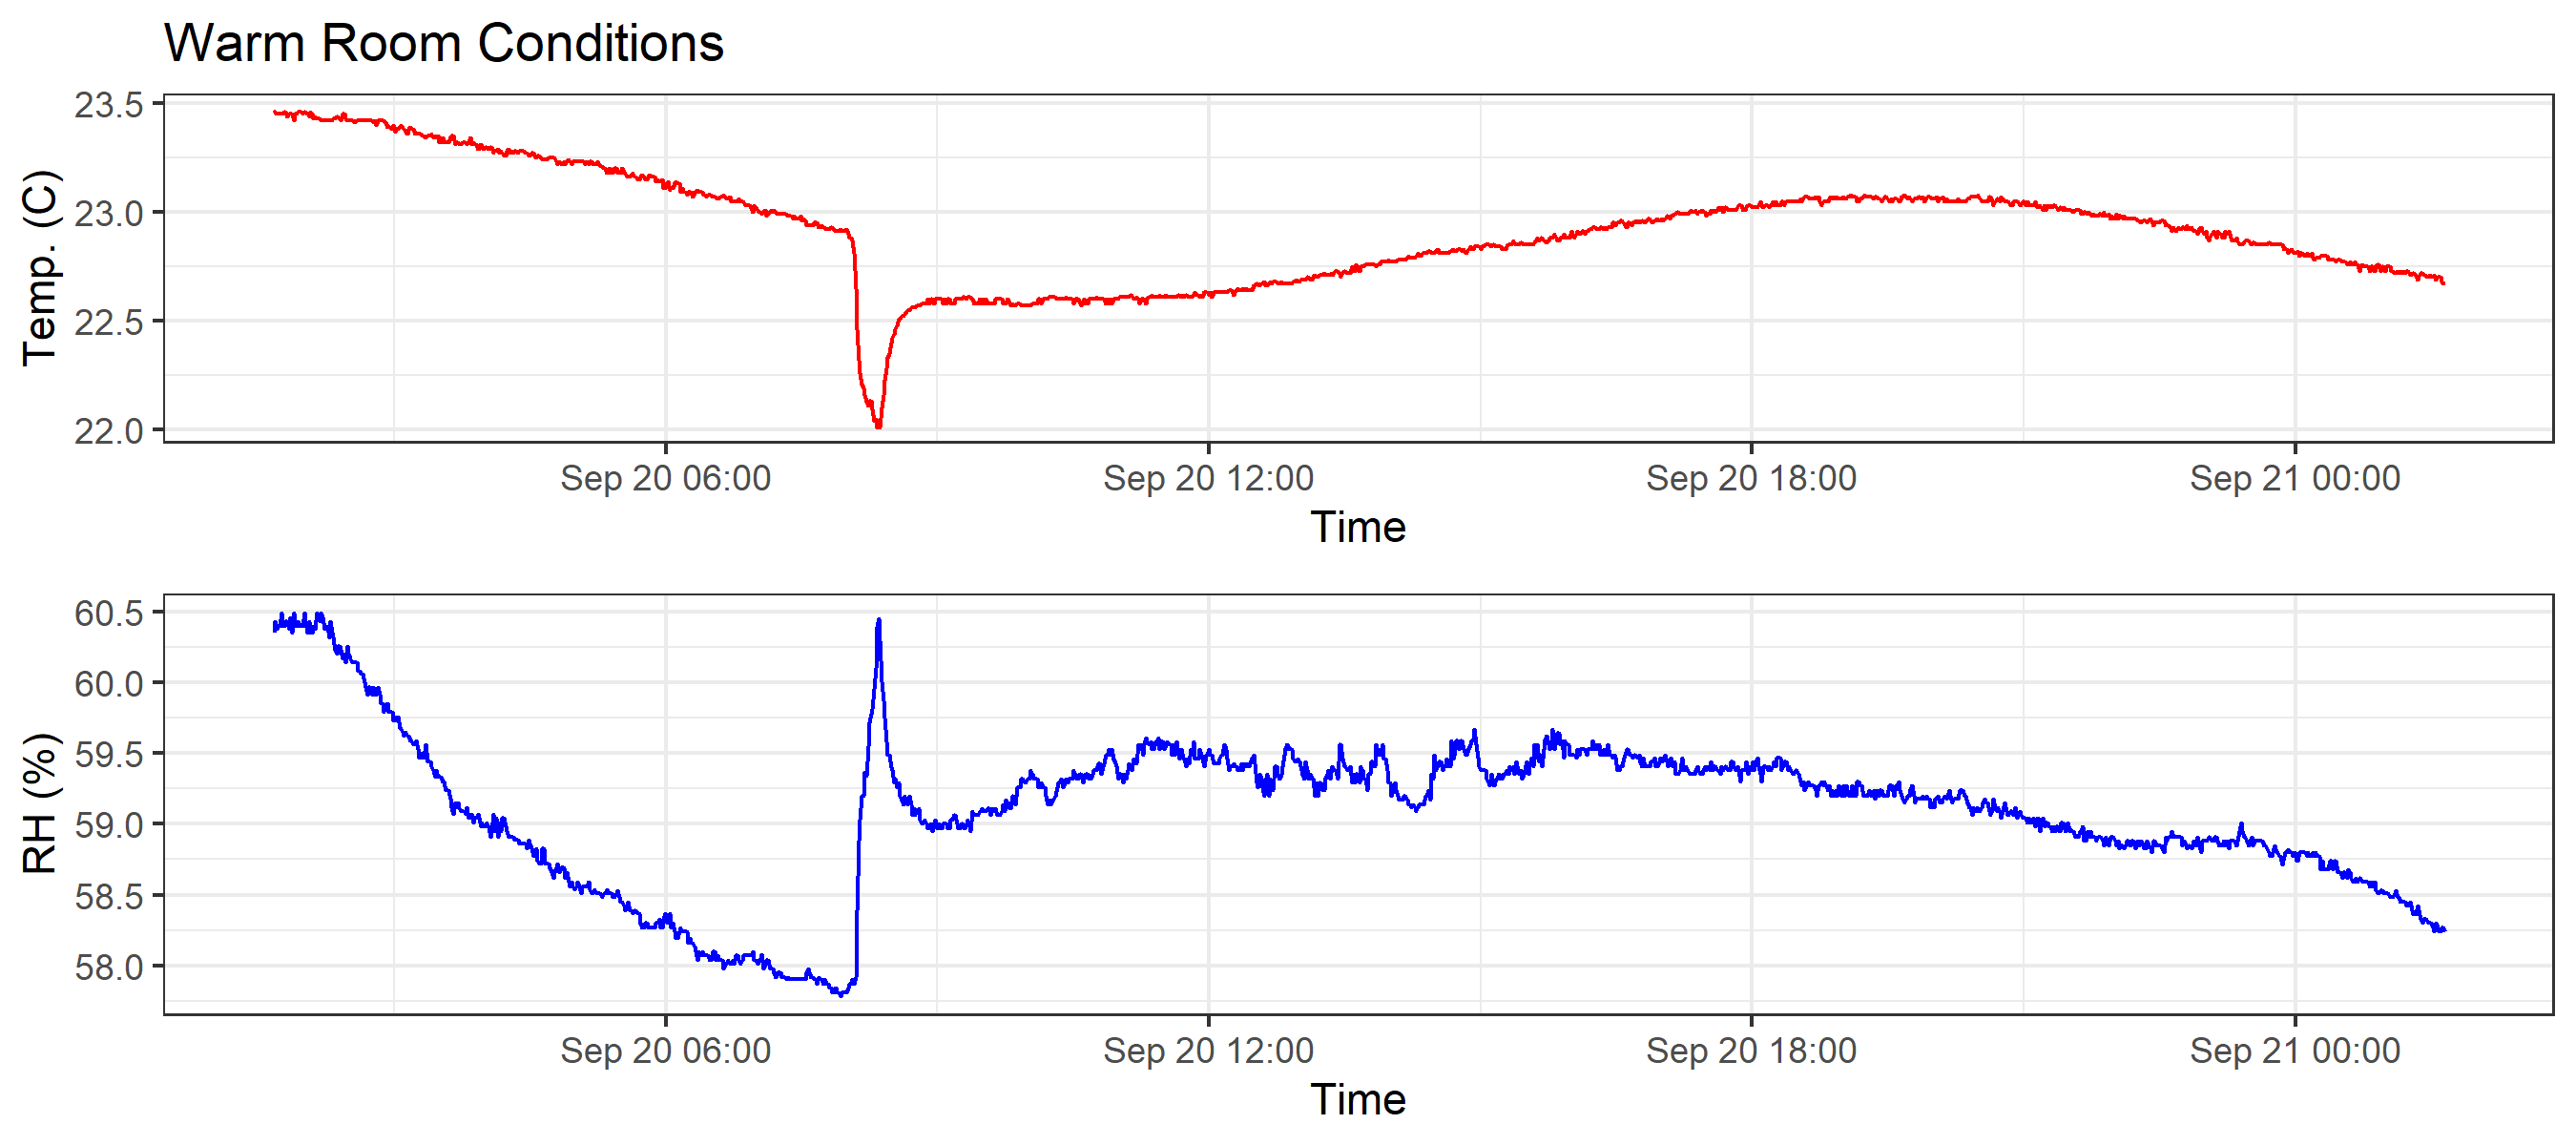 Warm Room Conditions
Temp. (C)
23.5
23.0
22.5
22.0
Sep 20 06:00 Sep 20 12:00 Sep 20 18:00 Sep 21 00:00
Time
RH (%)
60.5
60.0
59.5
59.0
58.5
58.0
Sep 20 06:00 Sep 20 12:00 Sep 20 18:00 Sep 21 00:00
Time